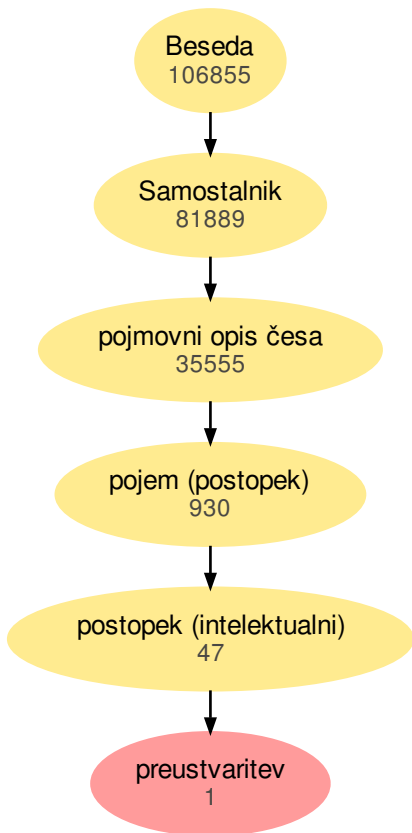 Beseda
106855
Samostalnik
81889
pojmovni opis česa
35555
pojem (postopek)
930
postopek (intelektualni)
47
preustvaritev
1